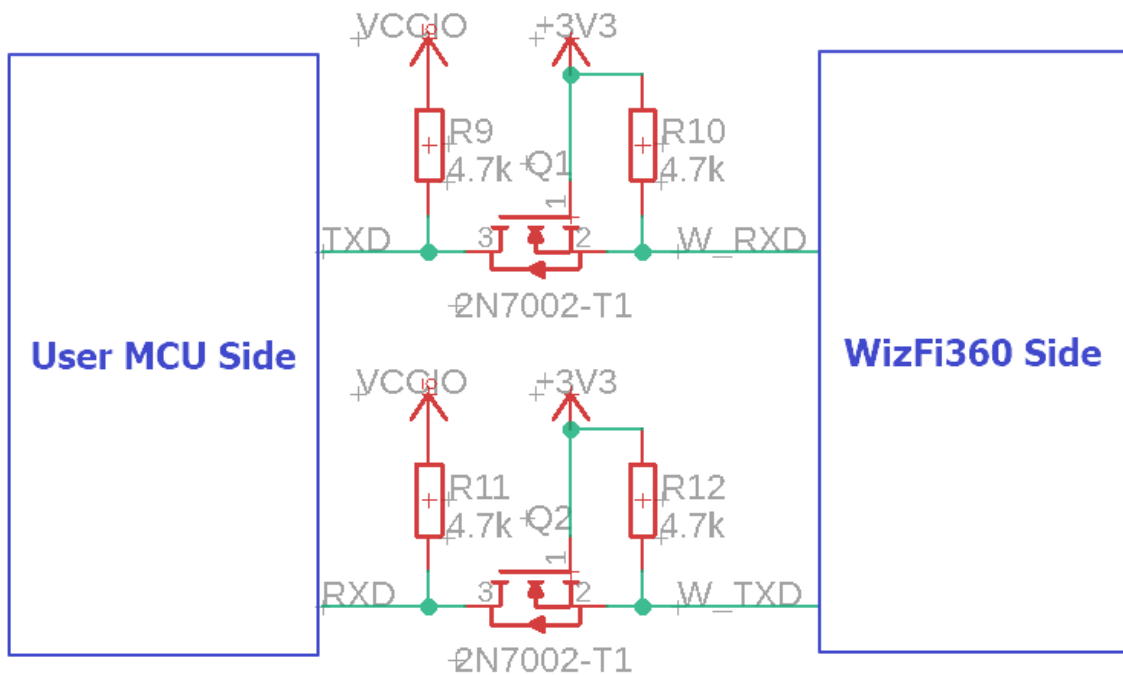 VCCIO +3V3
R9 R10
4.7k Q1 4.7k
1
TXD 3 2 W_RXD
2N7002-T1
User MCU Side WizFi360 Side
VCCIO +3V3
R11 R12
4.7k Q2 4.7k
1
RXD 3 2 W_TXD
2N7002-T1